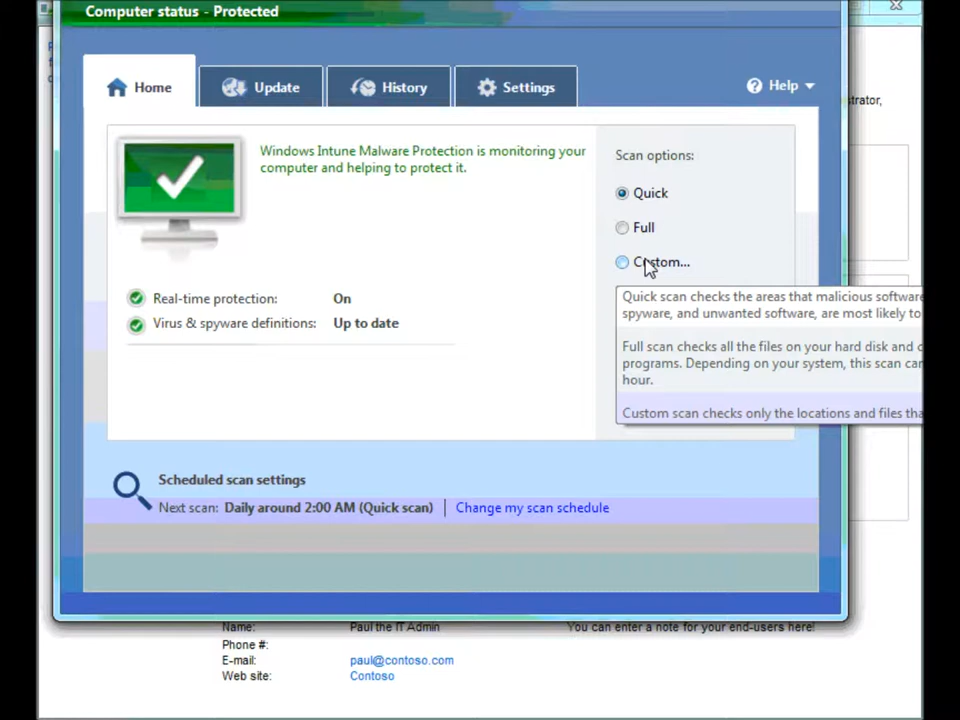 Computer status - Protected
Home
Update
History
Settings
Help
strator,
Windows Intune Malware Protection is monitoring your
computer and helping to protect it.
Scan options:
Quick
Full
Custom...
Real-time protection: On
Virus & spyware definitions: Up to date
Quick scan checks the areas that malicious software
spyware, and unwanted software, are most likely to
Full scan checks all the files on your hard disk and
programs. Depending on your system, this scan
hour.
Custom scan checks only the locations and files
Scheduled scan settings
Next scan: Daily around 2:00 AM (Quick scan) Change my scan schedule
Name: Paul the IT Admin You can enter a note for your end-users here!
Phone #:
E-mail: paul@contoso.com
Web site: Contoso